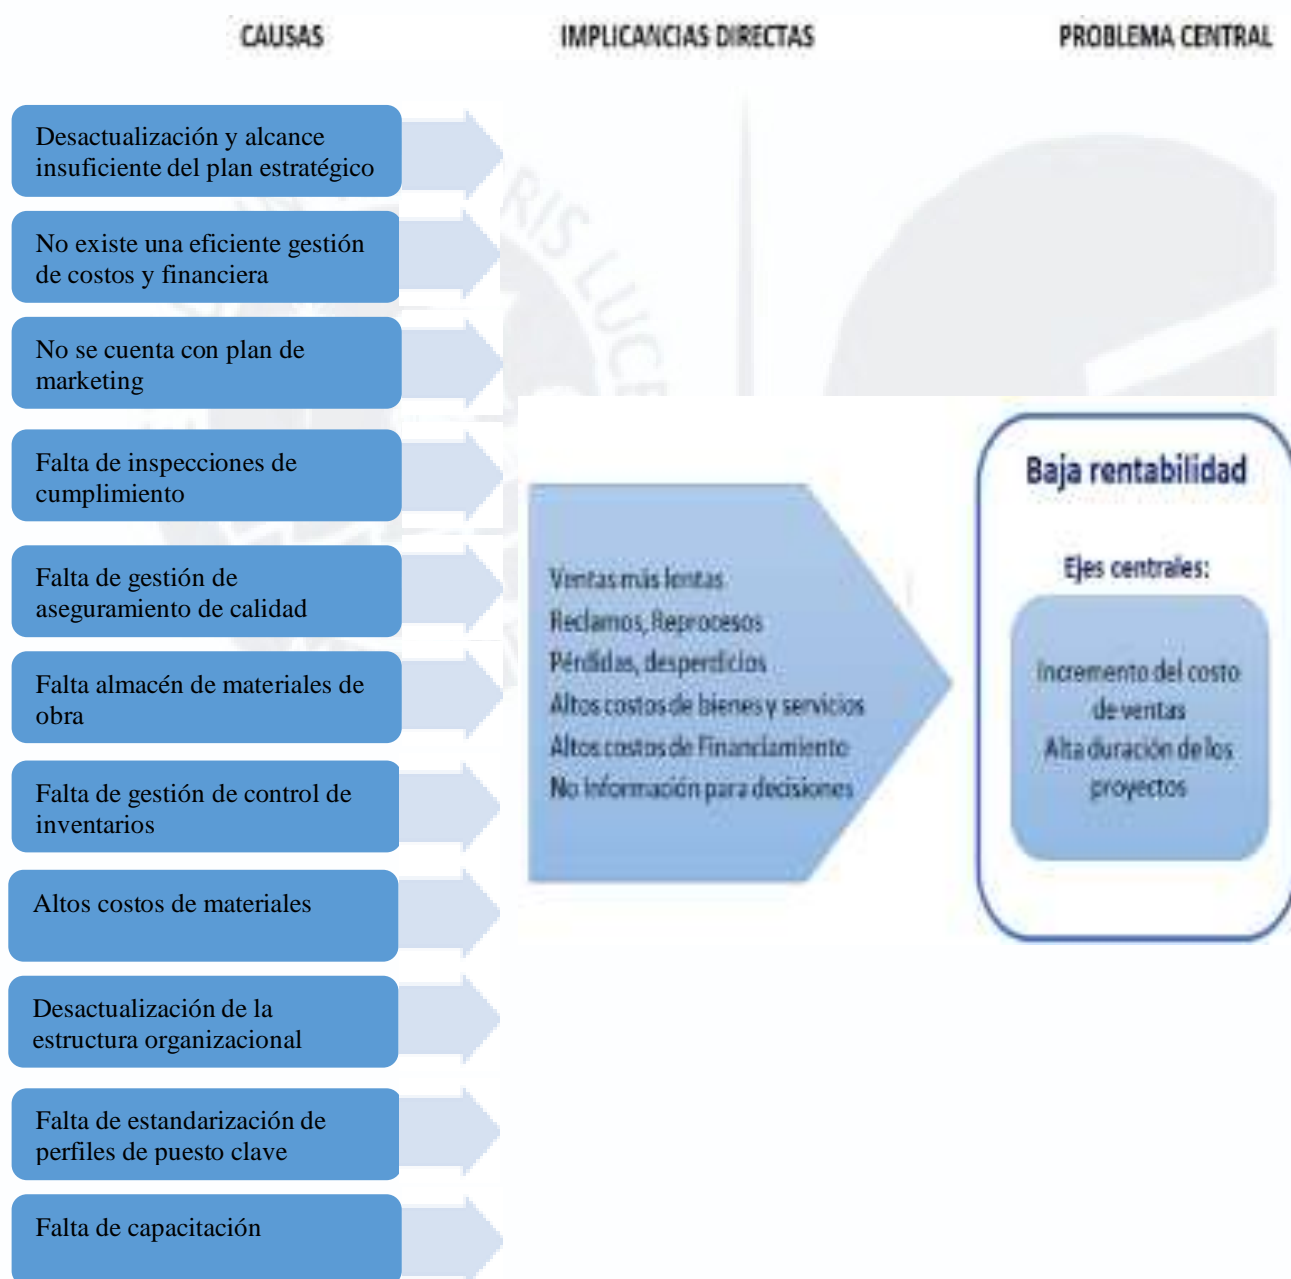 CAUSAS
IMPLICANCIAS DIRECTAS
PROBLEMA CENTRAL
Desactualización y alcance
insuficiente del plan estratégico
No existe una eficiente gestión
de costos y financiera
No se cuenta con plan de
marketing
Falta de inspecciones de
cumplimiento
Falta de gestión de
aseguramiento de calidad
Falta almacén de materiales de
obra
Falta de gestión de control de
inventarios
Altos costos de materiales
Desactualización de la
estructura organizacional
Falta de estandarización de
perfiles de puesto clave
Falta de capacitación
Ventas más lentas
Reclamos, Reprocesos
Pérdidas, desperdicios
Altos costos de bienes y servicios
Altos costos de Financiamiento
No Información para decisiones
Baja rentabilidad
Ejes centrales:
Incremento del costo
de ventas
Alta duración de los
proyectos